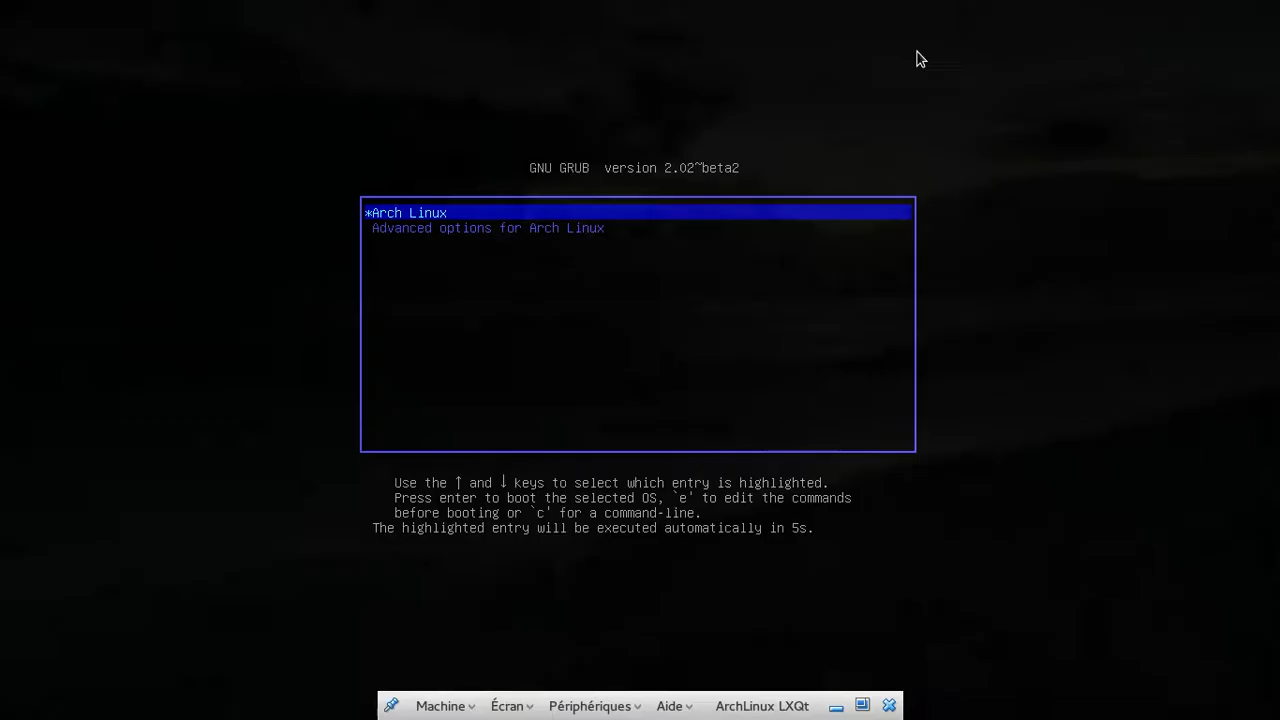 GNU GRUB version 2.02~beta2
*Arch Linux
Advanced options for Arch Linux
Use the ↑ and ↓ keys to select which entry is highlighted.
Press enter to boot the selected OS, `e' to edit the commands
before booting or `c' for a command-line.
The highlighted entry will be executed automatically in 5s.
Machine Écran Périphériques Aide ArchLinux LXQt